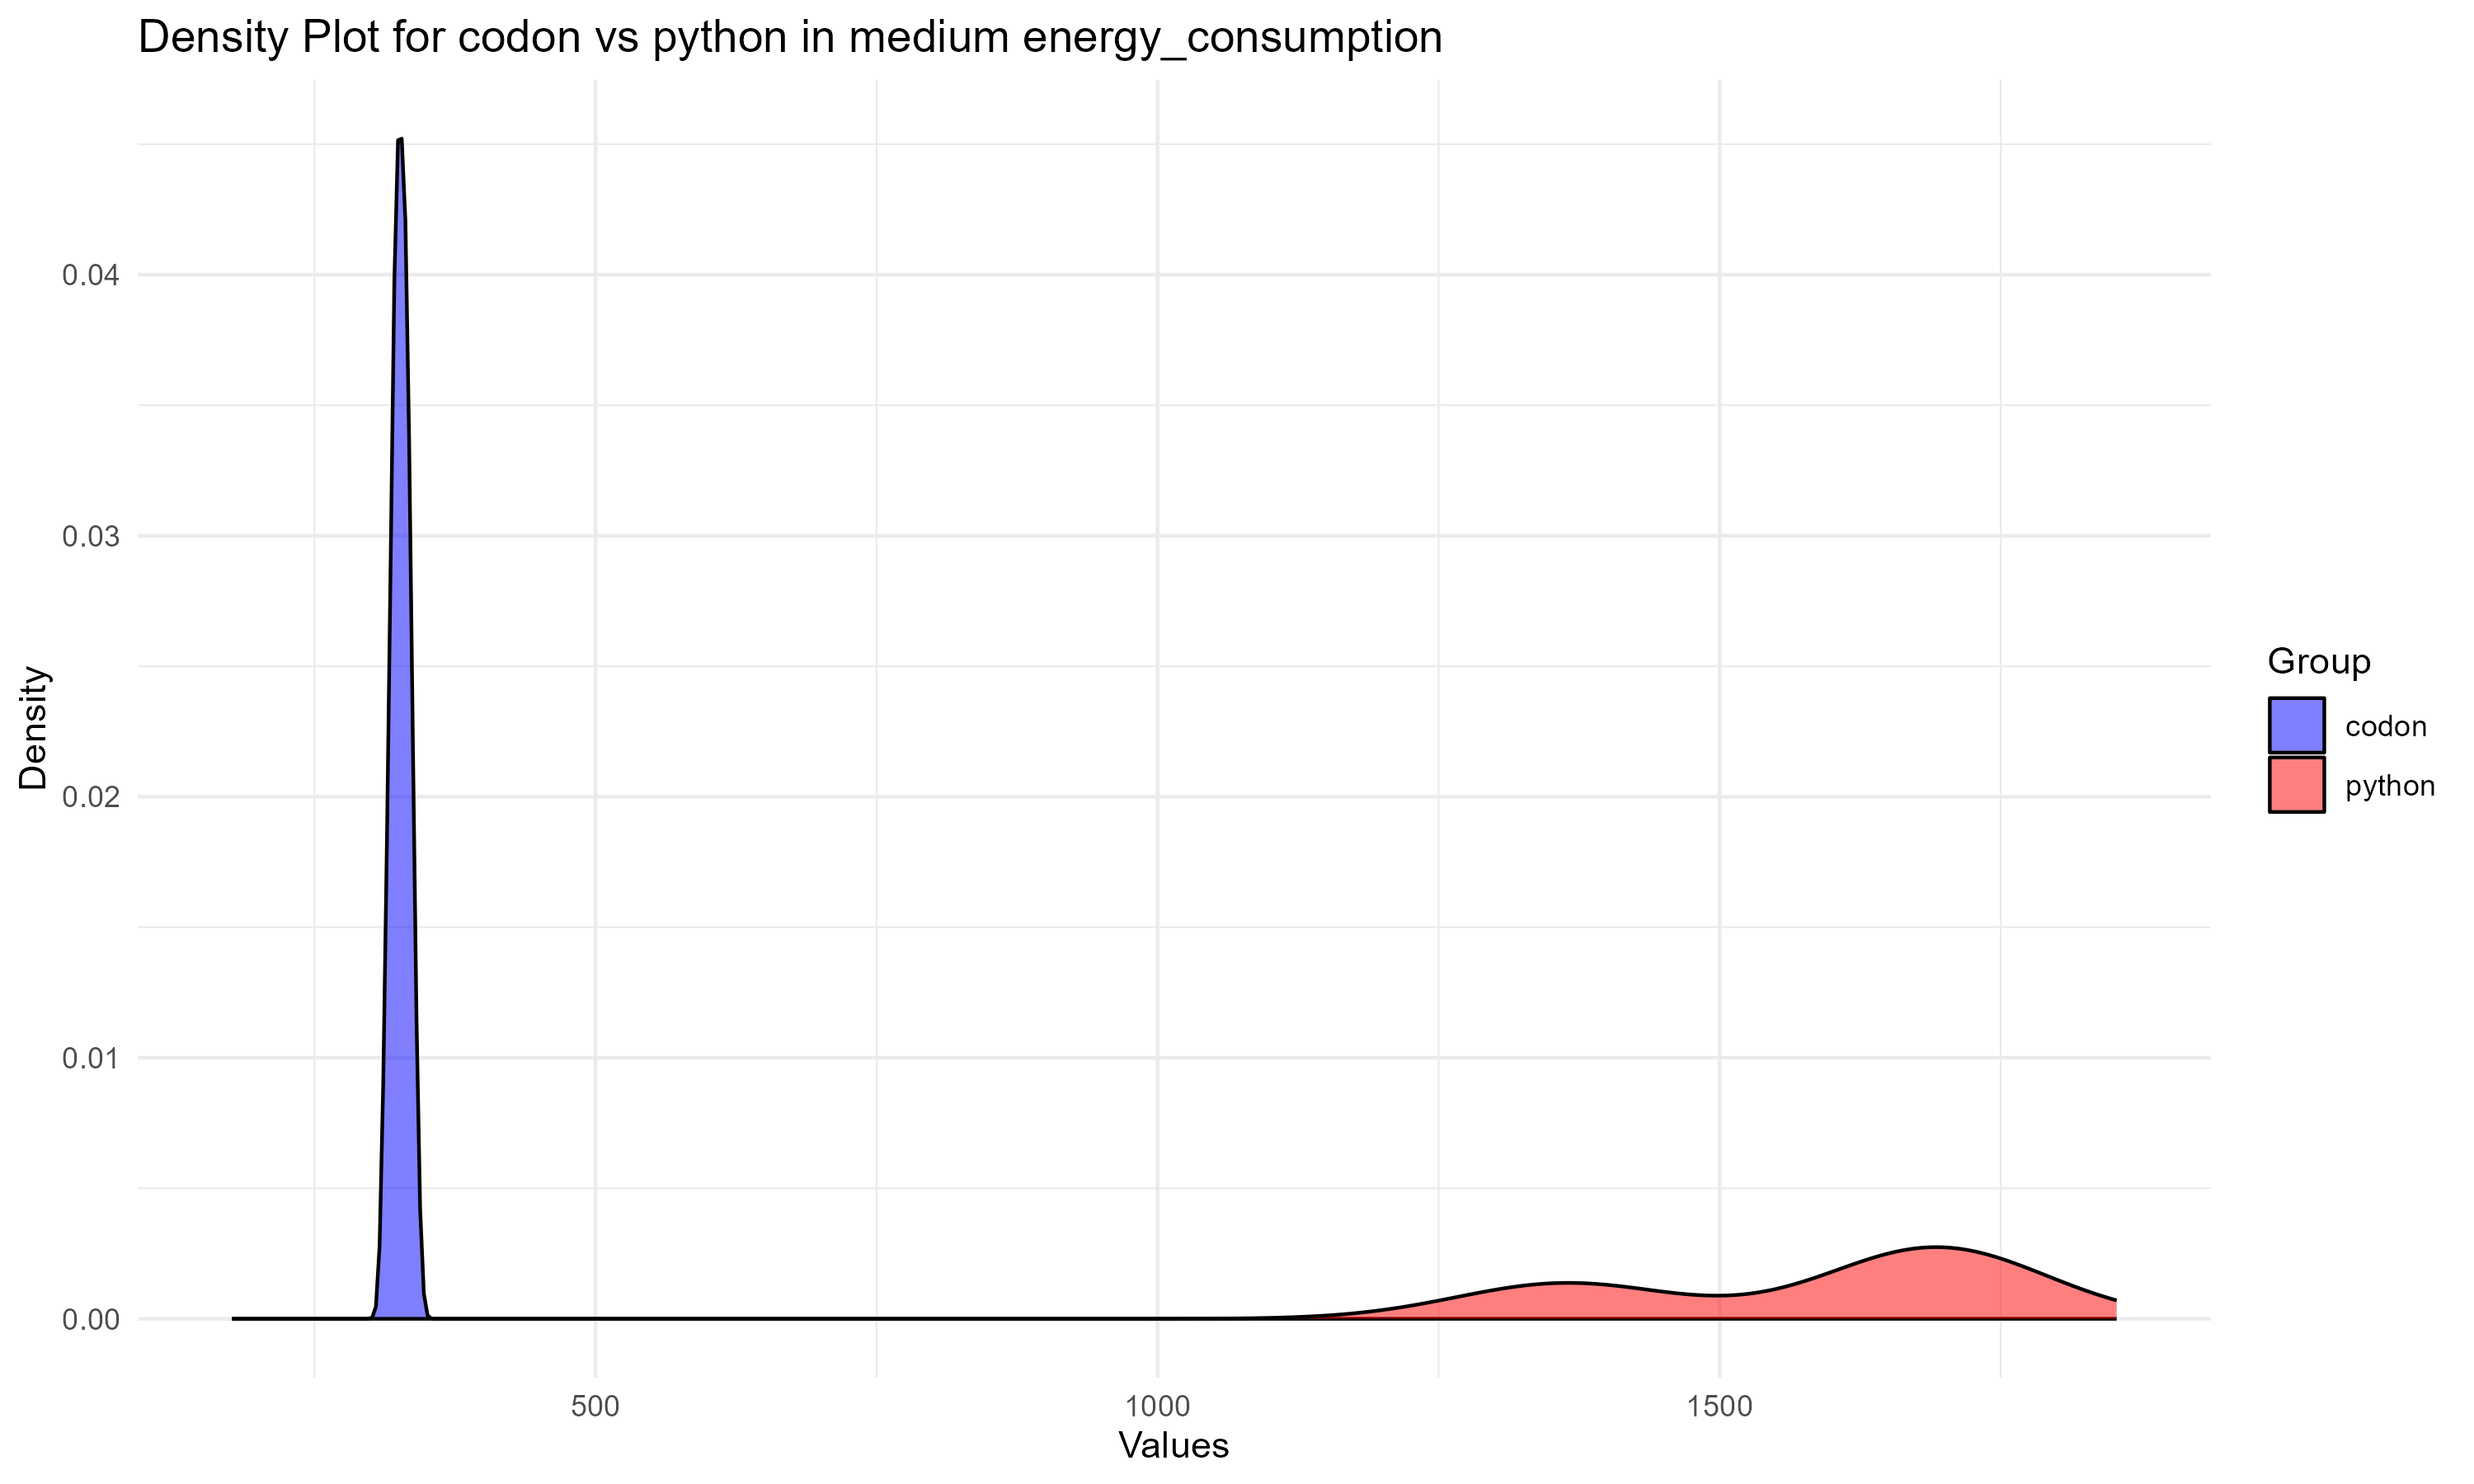 Density Plot for codon vs python in medium energy_consumption
Density
0.04
0.03
0.02
0.01
0.00
500 1000 1500
Values
Group
codon
python